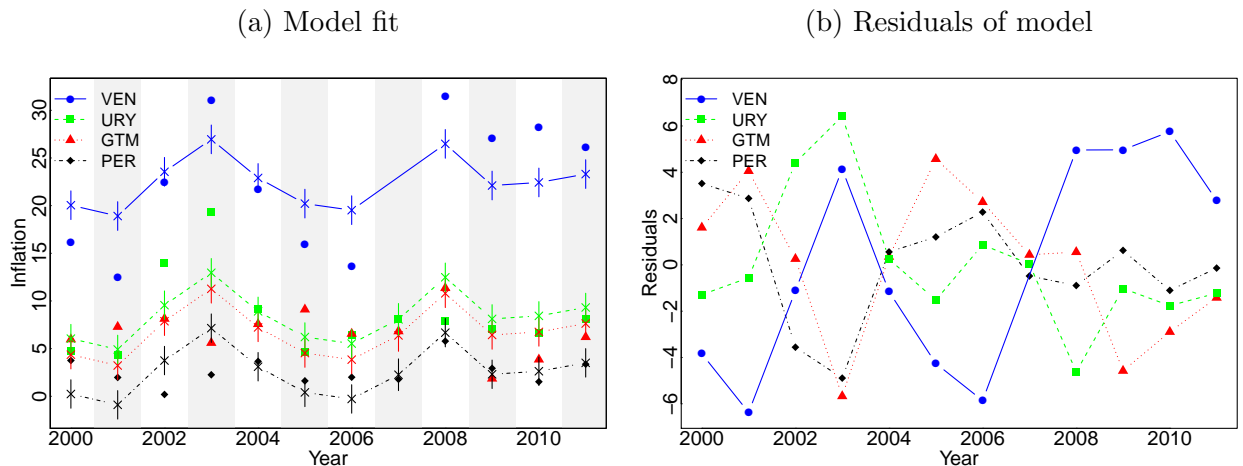 (a) Model fit
30
25
20
15
10
5
0
Inflation
VEN
URY
GTM
PER
2000
2002
2004
2006
2008
2010
Year
(b) Residuals of model
8
6
4
2
0
−2
−4
−6
Residuals
VEN
URY
GTM
PER
2000
2002
2004
2006
2008
2010
Year